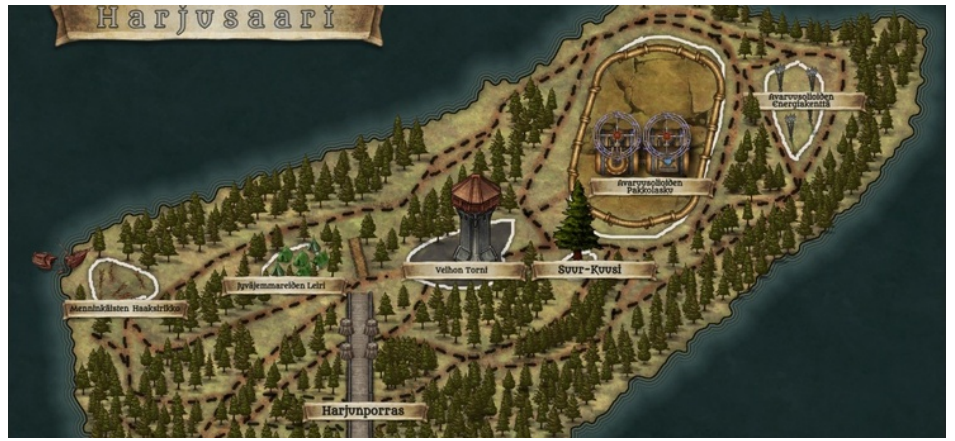 Harjusaari
Avaruusolioiden
Energiakenttä
Avaruusolioiden
Pakkolasku
Velhon Torni
Suur-Kuusi
Jyväjemmareiden Leiri
Menninkäisten Haaksirikko
Harjunporras